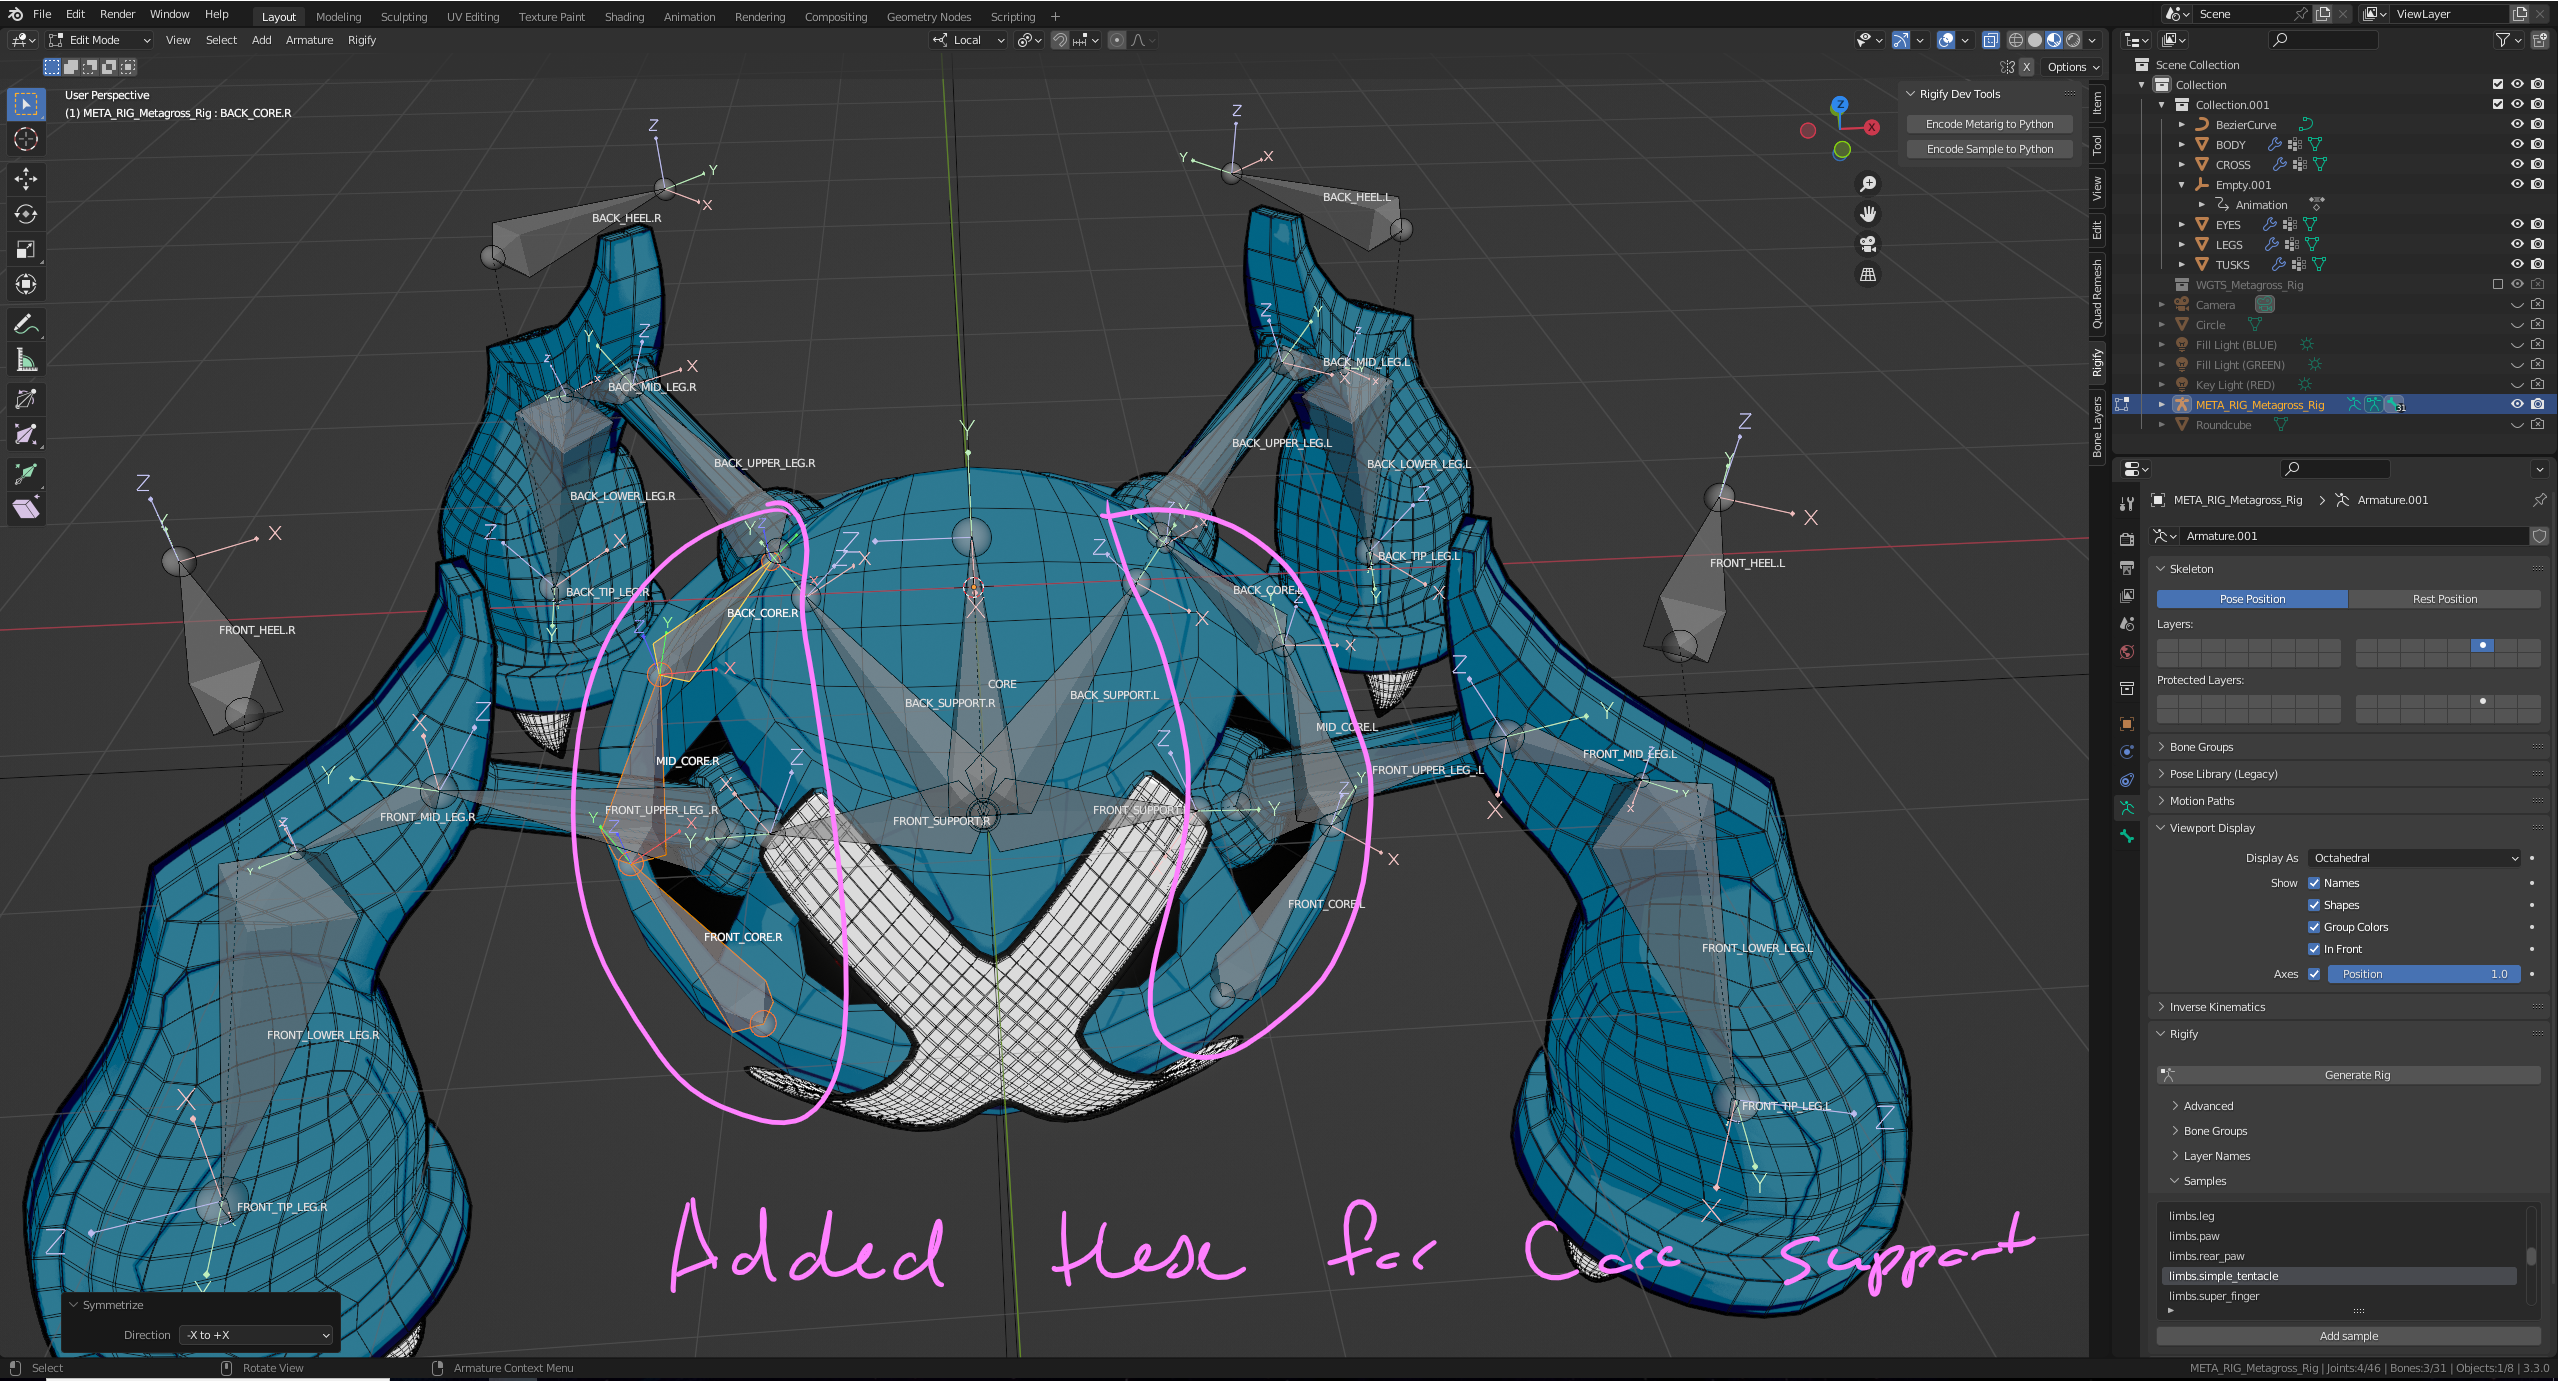 File Edit Render Window Help Layout Modeling Sculpting UV Editing Texture Paint Shading Animation Rendering Compositing Geometry Nodes Scripting + Scene ViewLayer
Edit Mode View Select Add Armature Rigify Local
X Options
User Perspective
(1) META_RIG_Metagross_Rig : BACK_CORE.R
Rigify Dev Tools
Encode Metarig to Python
Encode Sample to Python
Item
Tool
View
Edit
Quad Remesh
Rigify
Bone Layers
BACK_HEEL.R
BACK_HEEL.L
BACK_MID_LEG.R
BACK_MID_LEG.L
BACK_UPPER_LEG.R
BACK_UPPER_LEG.L
BACK_LOWER_LEG.R
BACK_LOWER_LEG.L
BACK_TIP_LEG.R
BACK_TIP_LEG.L
FRONT_HEEL.R
FRONT_HEEL.L
BACK_CORE.R
BACK_CORE.L
CORE
BACK_SUPPORT.R
BACK_SUPPORT.L
MID_CORE.R
MID_CORE.L
FRONT_UPPER_LEG_.R
FRONT_UPPER_LEG_.L
FRONT_MID_LEG.R
FRONT_MID_LEG.L
FRONT_SUPPORT.R
FRONT_SUPPORT
FRONT_CORE.R
FRONT_CORE.L
FRONT_LOWER_LEG.R
FRONT_LOWER_LEG.L
FRONT_TIP_LEG.R
FRONT_TIP_LEG.L
Added these for Core Support
Symmetrize
Direction -X to +X
Scene Collection
Collection
Collection.001
BezierCurve
BODY
CROSS
Empty.001
Animation
EYES
LEGS
TUSKS
WGTS_Metagross_Rig
Camera
Circle
Fill Light (BLUE)
Fill Light (GREEN)
Key Light (RED)
META_RIG_Metagross_Rig 31
Roundcube
META_RIG_Metagross_Rig > Armature.001
Armature.001
Skeleton
Pose Position Rest Position
Layers:
Protected Layers:
Bone Groups
Pose Library (Legacy)
Motion Paths
Viewport Display
Display As Octahedral
Show Names
Shapes
Group Colors
In Front
Axes Position 1.0
Inverse Kinematics
Rigify
Generate Rig
Advanced
Bone Groups
Layer Names
Samples
limbs.leg
limbs.paw
limbs.rear_paw
limbs.simple_tentacle
limbs.super_finger
Add sample
Select Rotate View Armature Context Menu META_RIG_Metagross_Rig | Joints:4/46 | Bones:3/31 | Objects:1/8 | 3.3.0